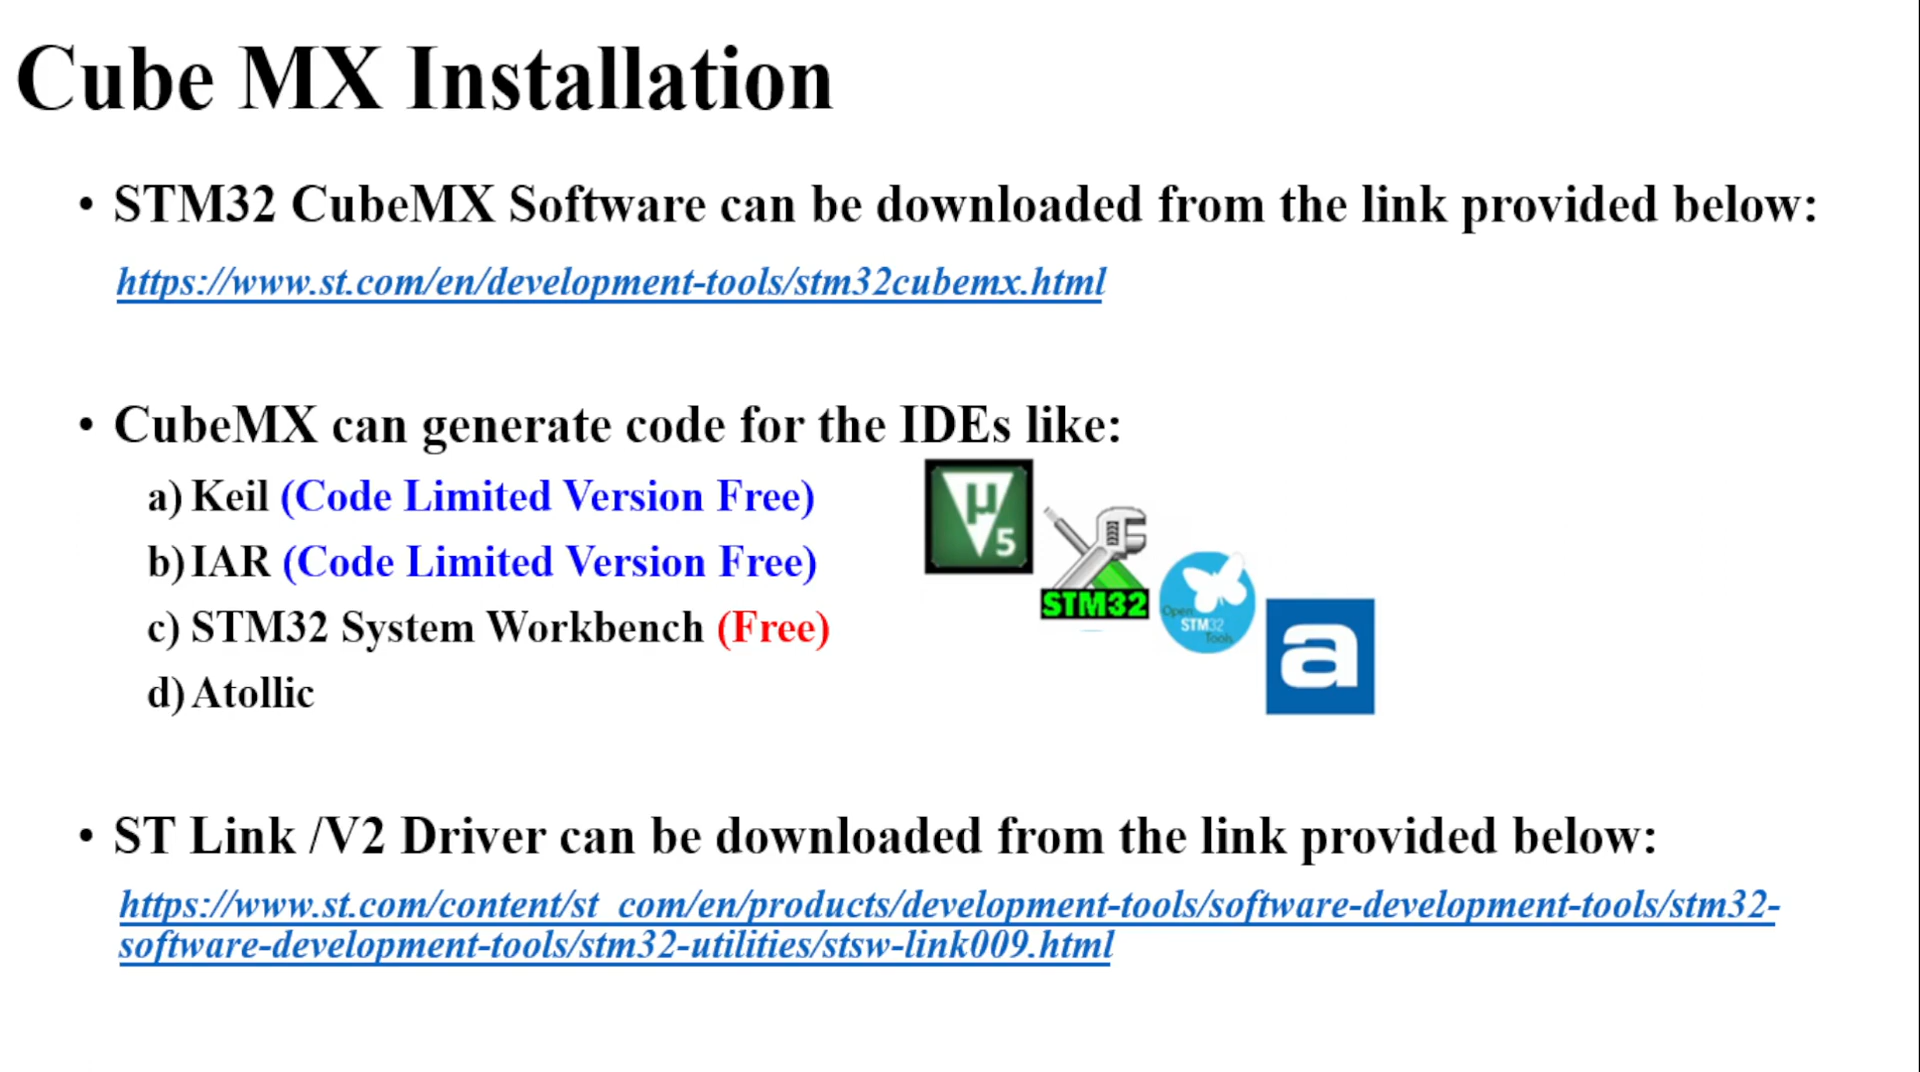 Cube MX Installation
• STM32 CubeMX Software can be downloaded from the link provided below:
https://www.st.com/en/development-tools/stm32cubemx.html
• CubeMX can generate code for the IDEs like:
a) Keil (Code Limited Version Free)
b) IAR (Code Limited Version Free)
c) STM32 System Workbench (Free)
d) Atollic
µ
5
STM32
Open
STM32
Tools
a
• ST Link /V2 Driver can be downloaded from the link provided below:
https://www.st.com/content/st_com/en/products/development-tools/software-development-tools/stm32-
software-development-tools/stm32-utilities/stsw-link009.html